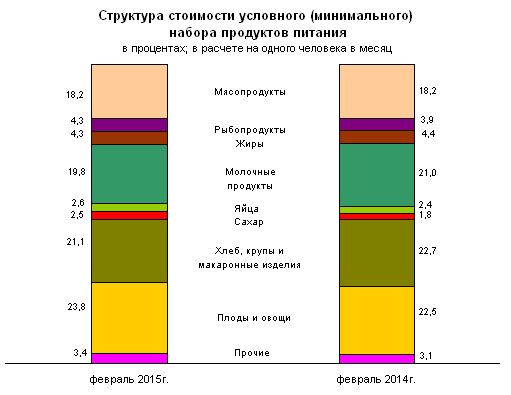 Структура стоимости условного (минимального)
набора продуктов питания
в процентах; в расчете на одного человека в месяц
18,2 Масопродукты 18,2
4,3 Рыбопродукты 3,9
4,3 Жиры 4,4
19,8 Молочные 21,0
продукты
2,6 Яйца 2,4
2,5 Сахар 1,8
21,1 Хлеб, крупы и 22,7
макаронные изделия
23,8 Плоды и овощи 22,5
3,4 Прочие 3,1
февраль 2015г. февраль 2014г.